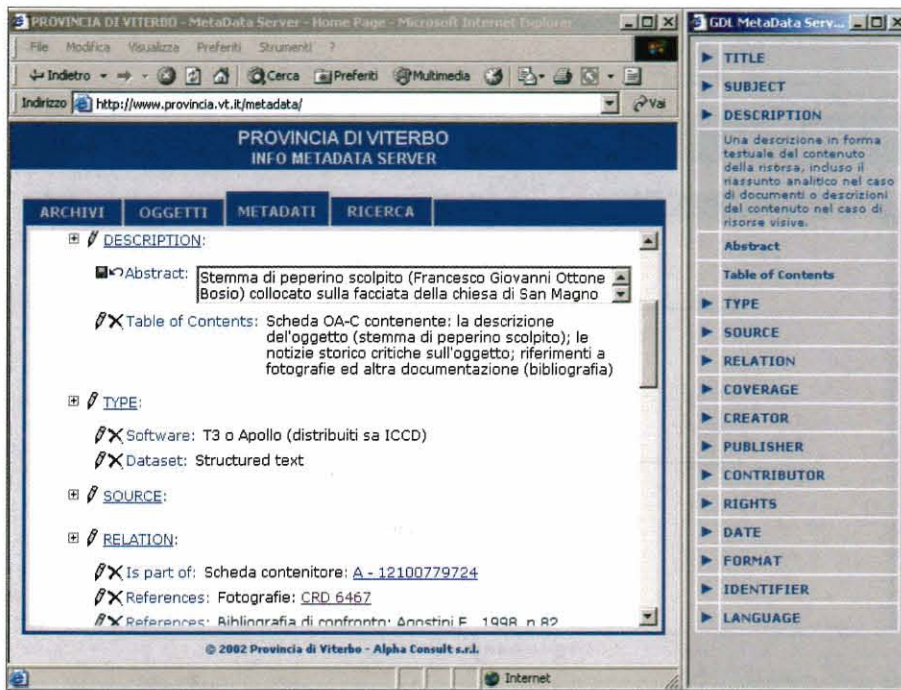 PROVINCIA DI VITERBO - MetaData Server - Home Page - Microsoft Internet Explorer
File Modifica Visualizza Preferiti Strumenti ?
Indietro Cerca Preferiti Multimedia
Indirizzo http://www.provincia.vt.it/metadata/ Vai
PROVINCIA DI VITERBO
INFO METADATA SERVER
ARCHIVI OGGETTI METADATI RICERCA
DESCRIPTION:
Abstract: Stemma di peperino scolpito (Francesco Giovanni Ottone
Bosio) collocato sulla facciata della chiesa di San Magno
Table of Contents: Scheda OA-C contenente: la descrizione
del'oggetto (stemma di peperino scolpito); le
notizie storico critiche sull'oggetto; riferimenti a
fotografie ed altra documentazione (bibliografia)
TYPE:
Software: T3 o Apollo (distribuiti sa ICCD)
Dataset: Structured text
SOURCE:
RELATION:
Is part of: Scheda contenitore: A - 12100779724
References: Fotografie: CRD 6467
References: Bibliografia di confronto: Agostini E., 1998, n.82
© 2002 Provincia di Viterbo - Alpha Consult s.r.l.
Internet
GDL MetaData Serv...
TITLE
SUBJECT
DESCRIPTION
Una descrizione in forma
testuale del contenuto
della risorsa, incluso il
riassunto analitico nel caso
di documenti o descrizioni
del contenuto nel caso di
risorse visive.
Abstract
Table of Contents
TYPE
SOURCE
RELATION
COVERAGE
CREATOR
PUBLISHER
CONTRIBUTOR
RIGHTS
DATE
FORMAT
IDENTIFIER
LANGUAGE